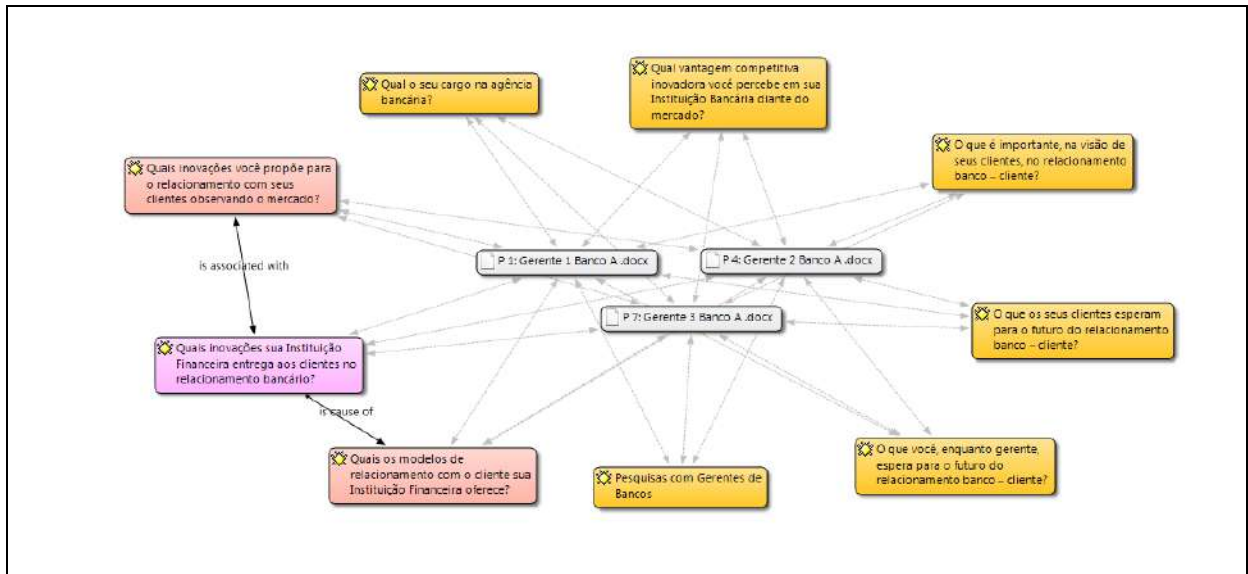 Qual o seu cargo na agência
bancária?
Qual vantagem competitiva
inovadora você percebe em sua
Instituição Bancária diante do
mercado?
O que é importante, na visão de
seus clientes, no relacionamento
banco – cliente?
Quais inovações você propõe para
o relacionamento com seus
clientes observando o mercado?
is associated with
P 1: Gerente 1 Banco A .docx
P 4: Gerente 2 Banco A.docx
P 7: Gerente 3 Banco A .docx
O que os seus clientes esperam
para o futuro do relacionamento
banco – cliente?
Quais inovações sua Instituição
Financeira entrega aos clientes no
relacionamento bancário?
is cause of
Quais os modelos de
relacionamento com o cliente sua
Instituição Financeira oferece?
Pesquisas com Gerentes de
Bancos
O que você, enquanto gerente,
espera para o futuro do
relacionamento banco – cliente?